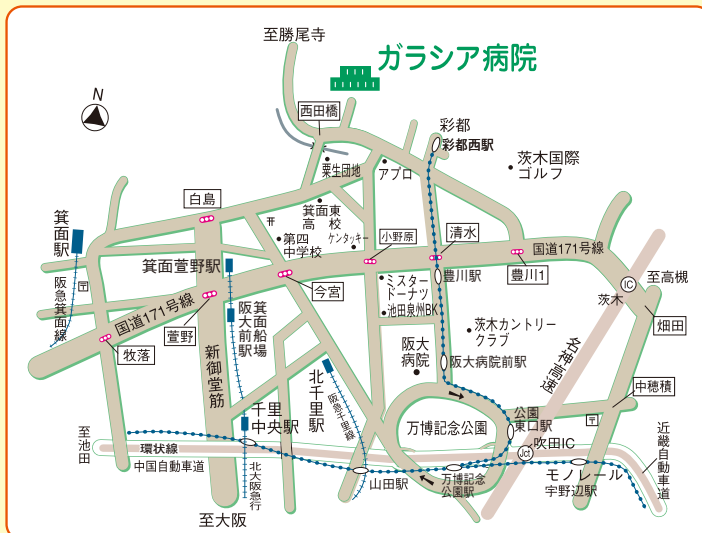 至勝尾寺
ガラシア病院
N
西田橋
彩都
彩都西駅
粟生団地
アプロ
茨木国際
ゴルフ
白島
箕面東
高校
〒
第四
中学校
ケンタッキー
小野原
清水
箕面駅
箕面萱野駅
国道171号線
豊川1
〒
今宮
豊川駅
至高槻
IC
茨木
阪急箕面線
ミスター
ドーナツ
池田泉州BK
畑田
国道171号線
萱野
箕面船場
阪大前駅
茨木カントリー
クラブ
牧落
新御堂筋
北千里駅
阪大
病院
阪大病院前駅
名神高速
中穂積
阪急千里線
千里
中央駅
万博記念公園
公園
東口駅
〒
至池田
環状線
吹田IC
Jct
近畿自動車道
中国自動車道
北大阪急行
山田駅
万博記念
公園駅
モノレール
宇野辺駅
至大阪